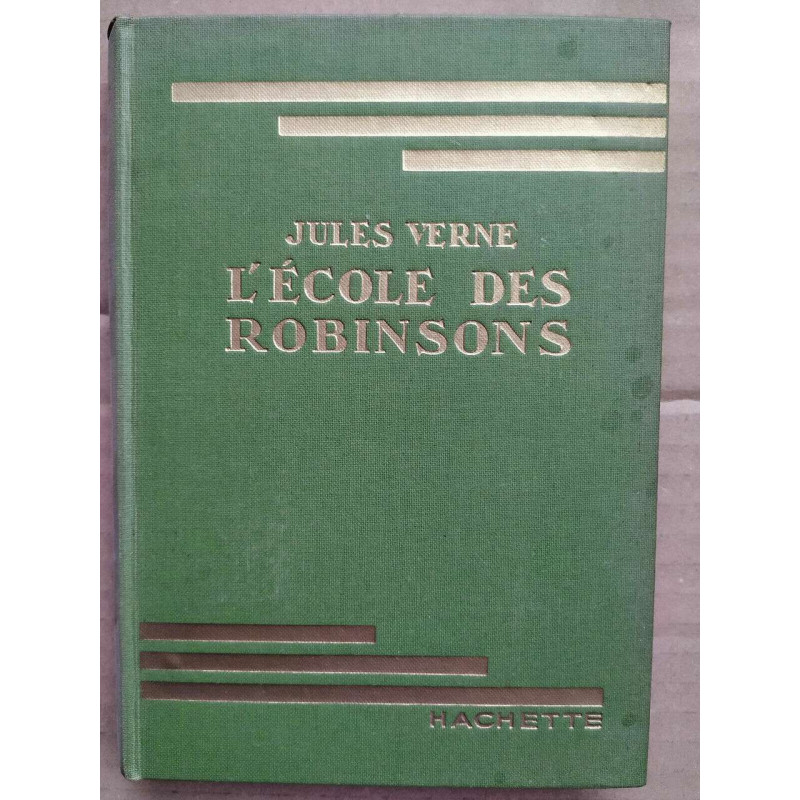 JULES VERNE
L'ÉCOLE DES
ROBINSONS
HACHETTE